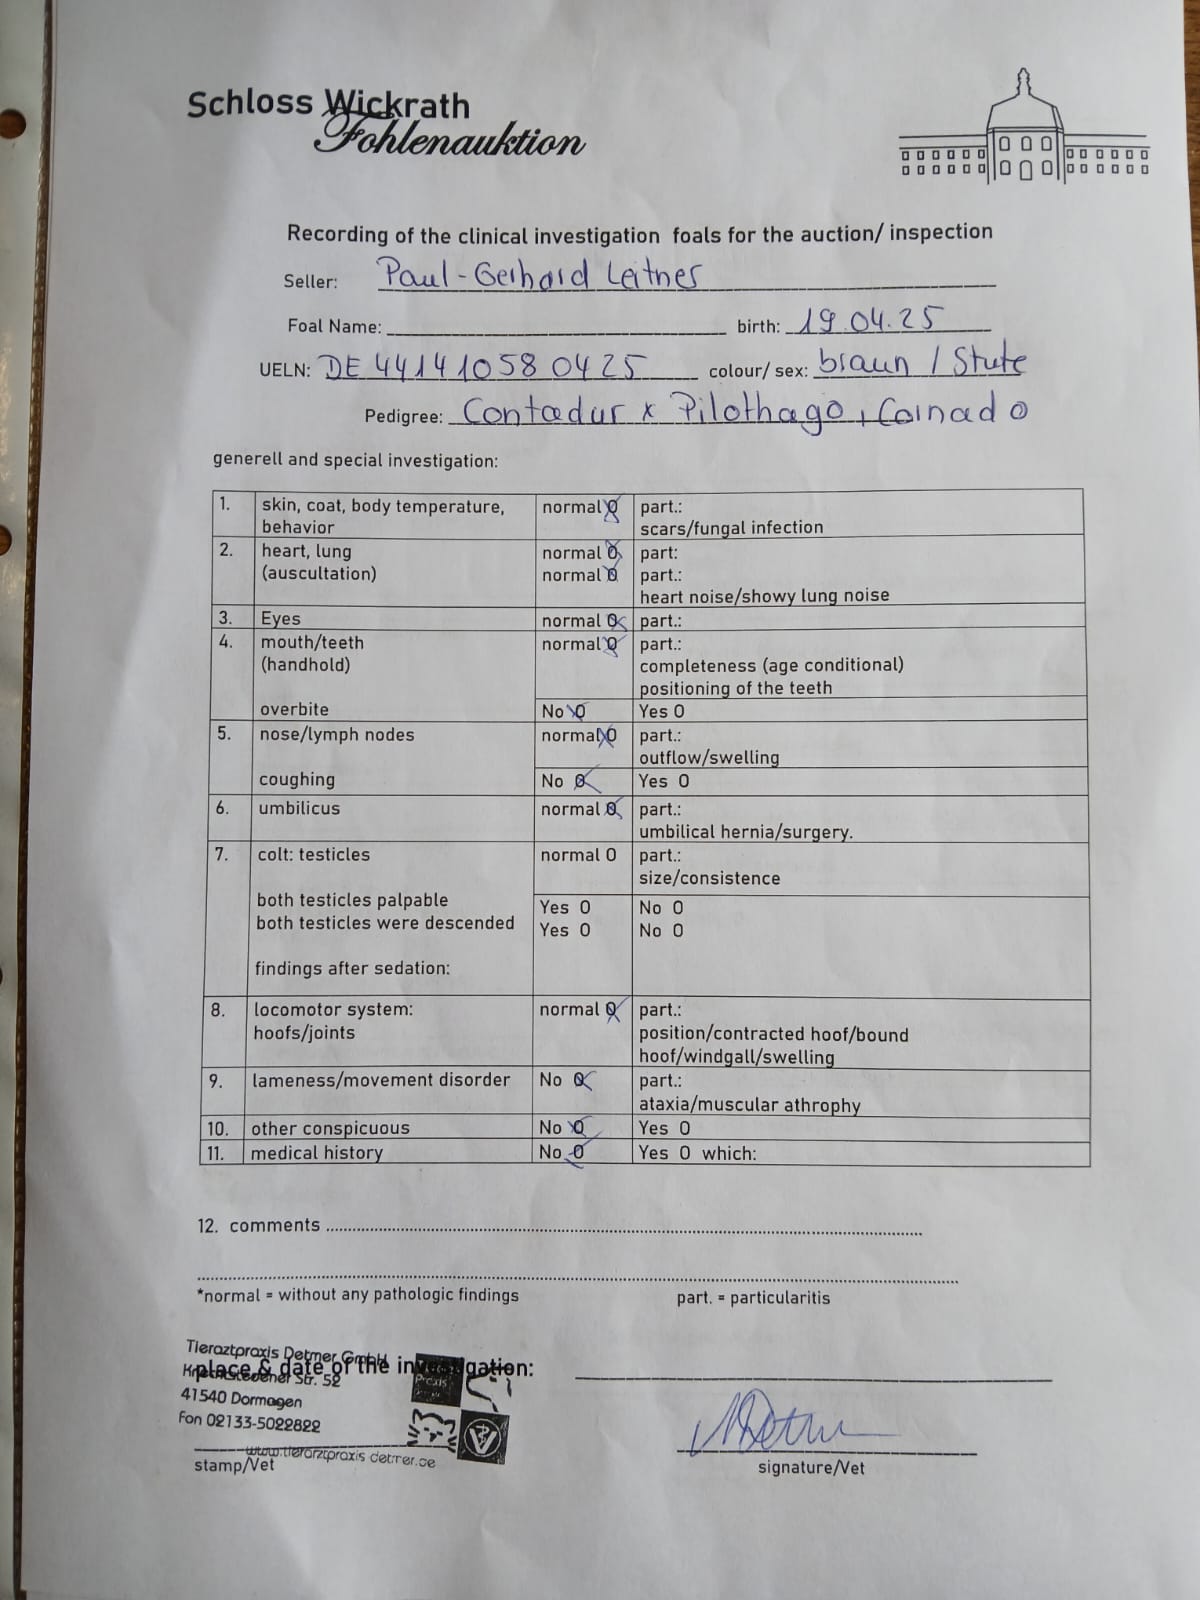 Schloss Wickrath
Fohlenauktion
Recording of the clinical investigation foals for the auction/ inspection
Seller: Paul-Gerhard Leitner
Foal Name: birth: 19.04.25
UELN: DE 441410580425 colour/ sex: braun / Stute
Pedigree: Contadur x Pilothago, Coinado
generell and special investigation:
1. skin, coat, body temperature, normal 0 part.:
behavior scars/fungal infection
2. heart, lung normal 0 part:
(auscultation) normal 0 part.:
heart noise/showy lung noise
3. Eyes normal 0 part.:
4. mouth/teeth normal 0 part.:
(handhold) completeness (age conditional)
positioning of the teeth
overbite No 0 Yes 0
5. nose/lymph nodes normal 0 part.:
outflow/swelling
coughing No 0 Yes 0
6. umbilicus normal 0 part.:
umbilical hernia/surgery.
7. colt: testicles normal 0 part.:
size/consistence
both testicles palpable Yes 0 No 0
both testicles were descended Yes 0 No 0
findings after sedation:
8. locomotor system: normal 0 part.:
hoofs/joints position/contracted hoof/bound
hoof/windgall/swelling
9. lameness/movement disorder No 0 part.:
ataxia/muscular athrophy
10. other conspicuous No 0 Yes 0
11. medical history No 0 Yes 0 which:
12. comments
*normal = without any pathologic findings part. = particularitis
Tierarztpraxis Detmer GmbH
place & date of the investigation:
Str. 52
41540 Dormagen
Fon 02133-5022822
www.tierarztpraxis-detmer.de
stamp/Vet signature/Vet